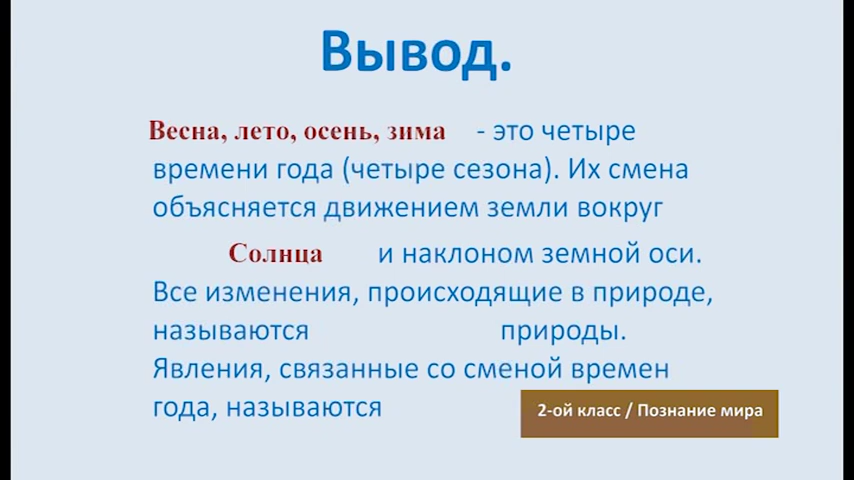 Вывод.
Весна, лето, осень, зима - это четыре
времени года (четыре сезона). Их смена
объясняется движением земли вокруг
Солнца и наклоном земной оси.
Все изменения, происходящие в природе,
называются природы.
Явления, связанные со сменой времен
года, называются
2-ой класс / Познание мира